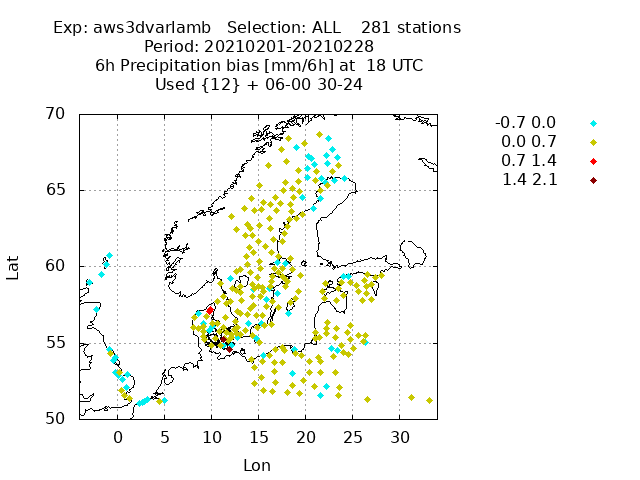 Exp: aws3dvarlamb   Selection: ALL    281 stations
Period: 20210201-20210228
6h Precipitation bias [mm/6h] at  18 UTC
Used {12} + 06-00 30-24
-0.7 0.0
0.0 0.7
0.7 1.4
1.4 2.1
70
65
60
55
50
Lat
0 5 10 15 20 25 30
Lon